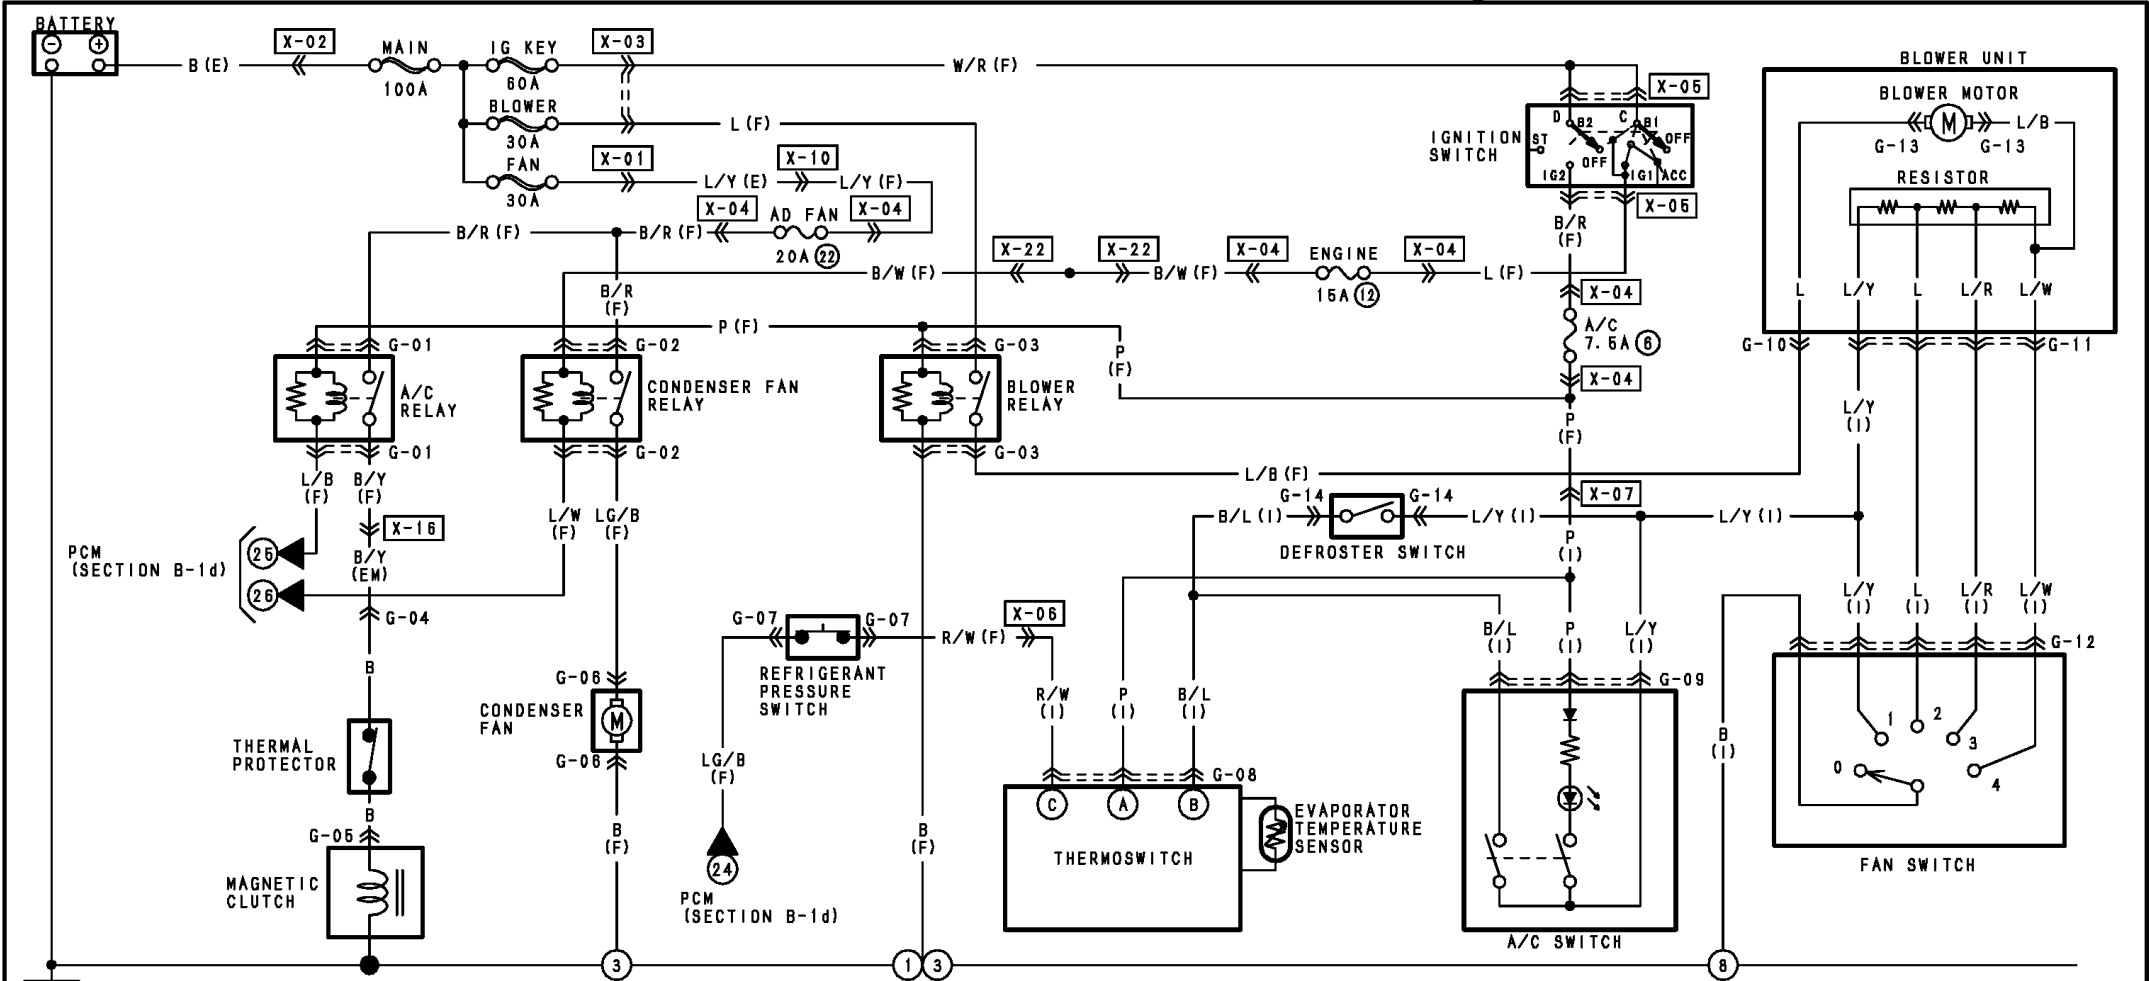 BATTERY
B (E)
X-02
MAIN
100A
IG KEY
60A
X-03
W/R (F)
BLOWER
30A
L (F)
FAN
30A
X-01
L/Y (E)
X-10
L/Y (F)
X-04
AD FAN
X-04
B/R (F)
B/R (F)
20A 22
B/W (F)
X-22
X-22
B/W (F)
X-04
ENGINE
15A 12
X-04
L (F)
X-05
IGNITION
SWITCH
D
B2
C
B1
ST
OFF
OFF
IG2
IG1
ACC
X-05
B/R
(F)
X-04
A/C
7.5A 6
X-04
BLOWER UNIT
BLOWER MOTOR
M
L/B
G-13
G-13
RESISTOR
L
L/Y
L
L/R
L/W
G-10
G-11
B/R
(F)
P (F)
P
(F)
G-01
A/C
RELAY
G-01
G-02
CONDENSER FAN
RELAY
G-02
G-03
BLOWER
RELAY
G-03
L/B
(F)
B/Y
(F)
X-16
B/Y
(EM)
G-04
PCM
(SECTION B-1d)
25
26
L/W
(F)
LG/B
(F)
L/B (F)
P
(F)
X-07
L/Y
(I)
G-14
G-14
B/L (I)
L/Y (I)
L/Y (I)
DEFROSTER SWITCH
P
(I)
B
THERMAL
PROTECTOR
B
G-05
MAGNETIC
CLUTCH
G-06
CONDENSER
FAN
M
G-06
B
(F)
G-07
G-07
REFRIGERANT
PRESSURE
SWITCH
R/W (F)
X-06
LG/B
(F)
24
PCM
(SECTION B-1d)
B
(F)
R/W
(I)
P
(I)
B/L
(I)
G-08
C
A
B
THERMOSWITCH
EVAPORATOR
TEMPERATURE
SENSOR
B/L
(I)
P
(I)
L/Y
(I)
G-09
A/C SWITCH
B
(I)
L/Y
(I)
L
(I)
L/R
(I)
L/W
(I)
G-12
0
1
2
3
4
FAN SWITCH
3
1
3
8